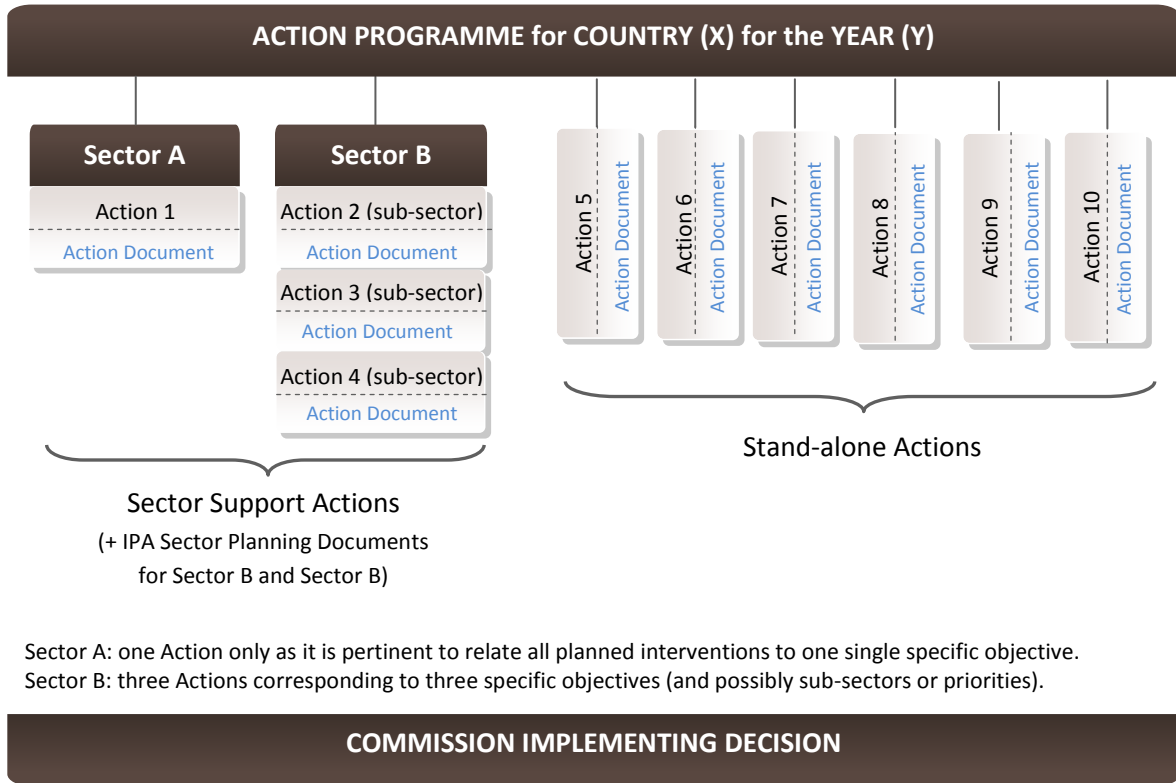 ACTION PROGRAMME for COUNTRY (X) for the YEAR (Y)
Sector A
Action 1
Action Document
Sector B
Action 2 (sub-sector)
Action Document
Action 3 (sub-sector)
Action Document
Action 4 (sub-sector)
Action Document
Action 5
Action Document
Action 6
Action Document
Action 7
Action Document
Action 8
Action Document
Action 9
Action Document
Action 10
Action Document
Sector Support Actions
(+ IPA Sector Planning Documents
for Sector B and Sector B)
Stand-alone Actions
Sector A: one Action only as it is pertinent to relate all planned interventions to one single specific objective.
Sector B: three Actions corresponding to three specific objectives (and possibly sub-sectors or priorities).
COMMISSION IMPLEMENTING DECISION